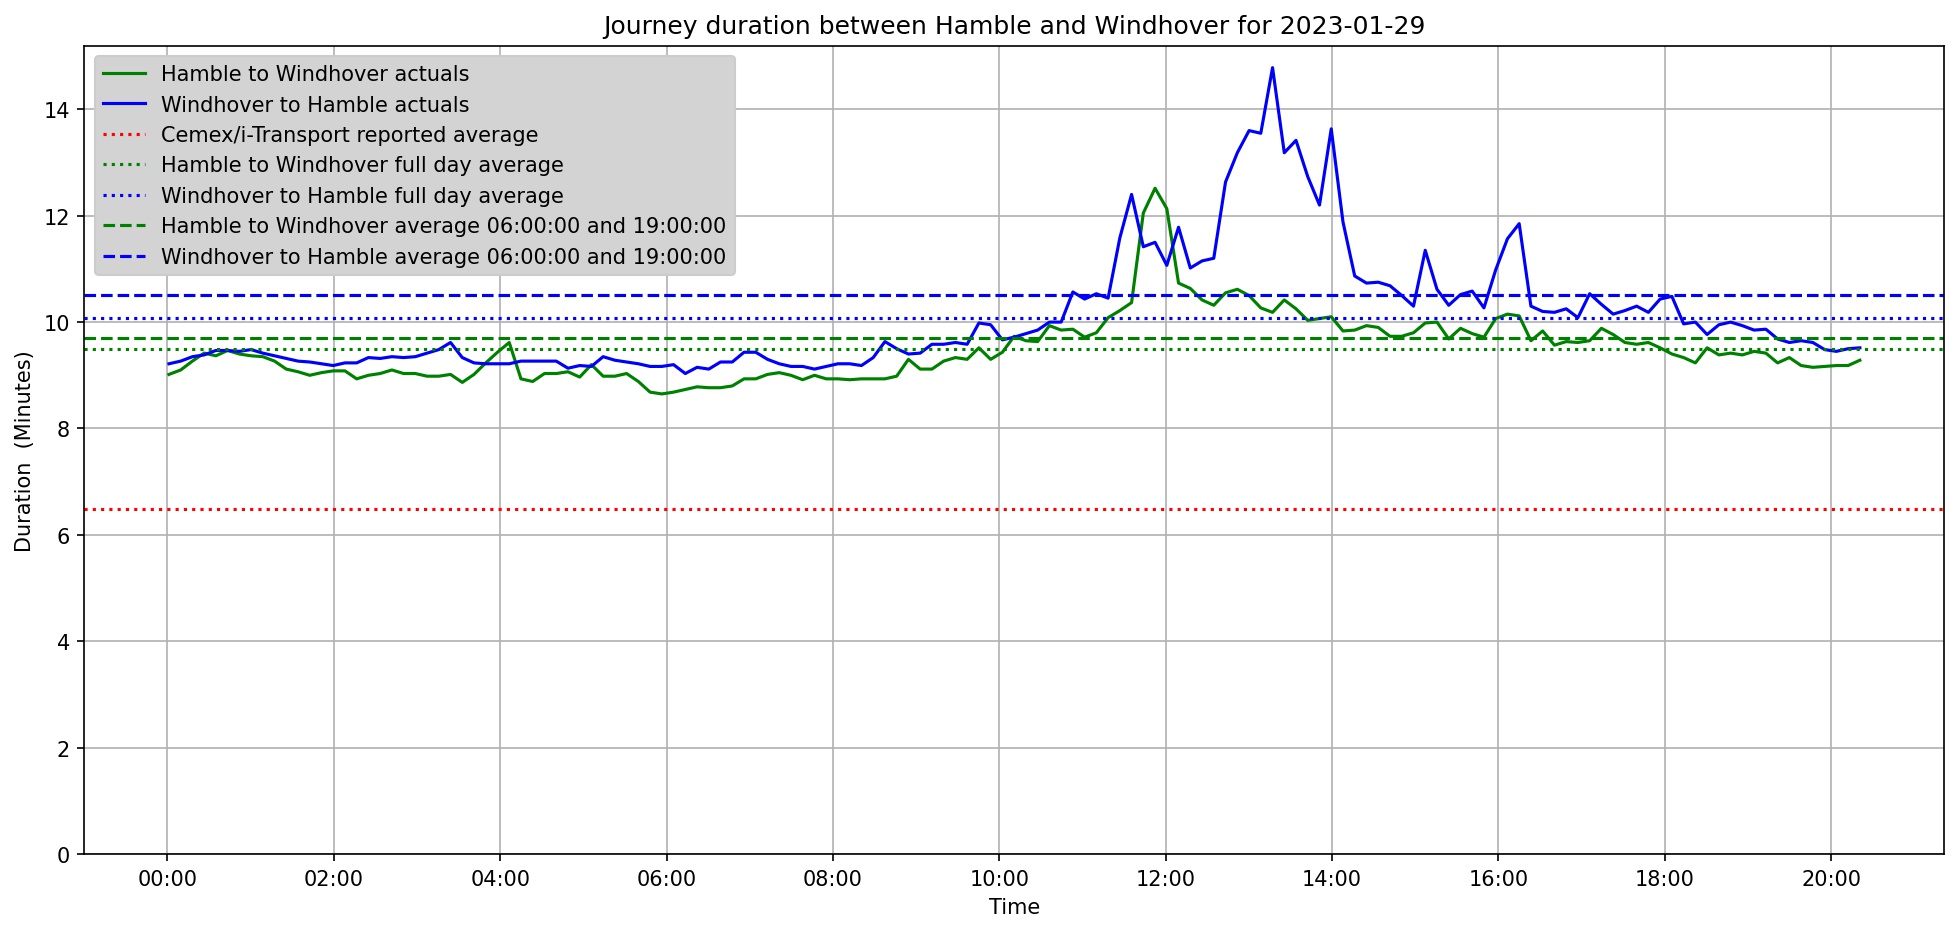 Journey duration between Hamble and Windhover for 2023-01-29
Hamble to Windhover actuals
Windhover to Hamble actuals
Cemex/i-Transport reported average
Hamble to Windhover full day average
Windhover to Hamble full day average
Hamble to Windhover average 06:00:00 and 19:00:00
Windhover to Hamble average 06:00:00 and 19:00:00
Duration  (Minutes)
14
12
10
8
6
4
2
0
00:00 02:00 04:00 06:00 08:00 10:00 12:00 14:00 16:00 18:00 20:00
Time